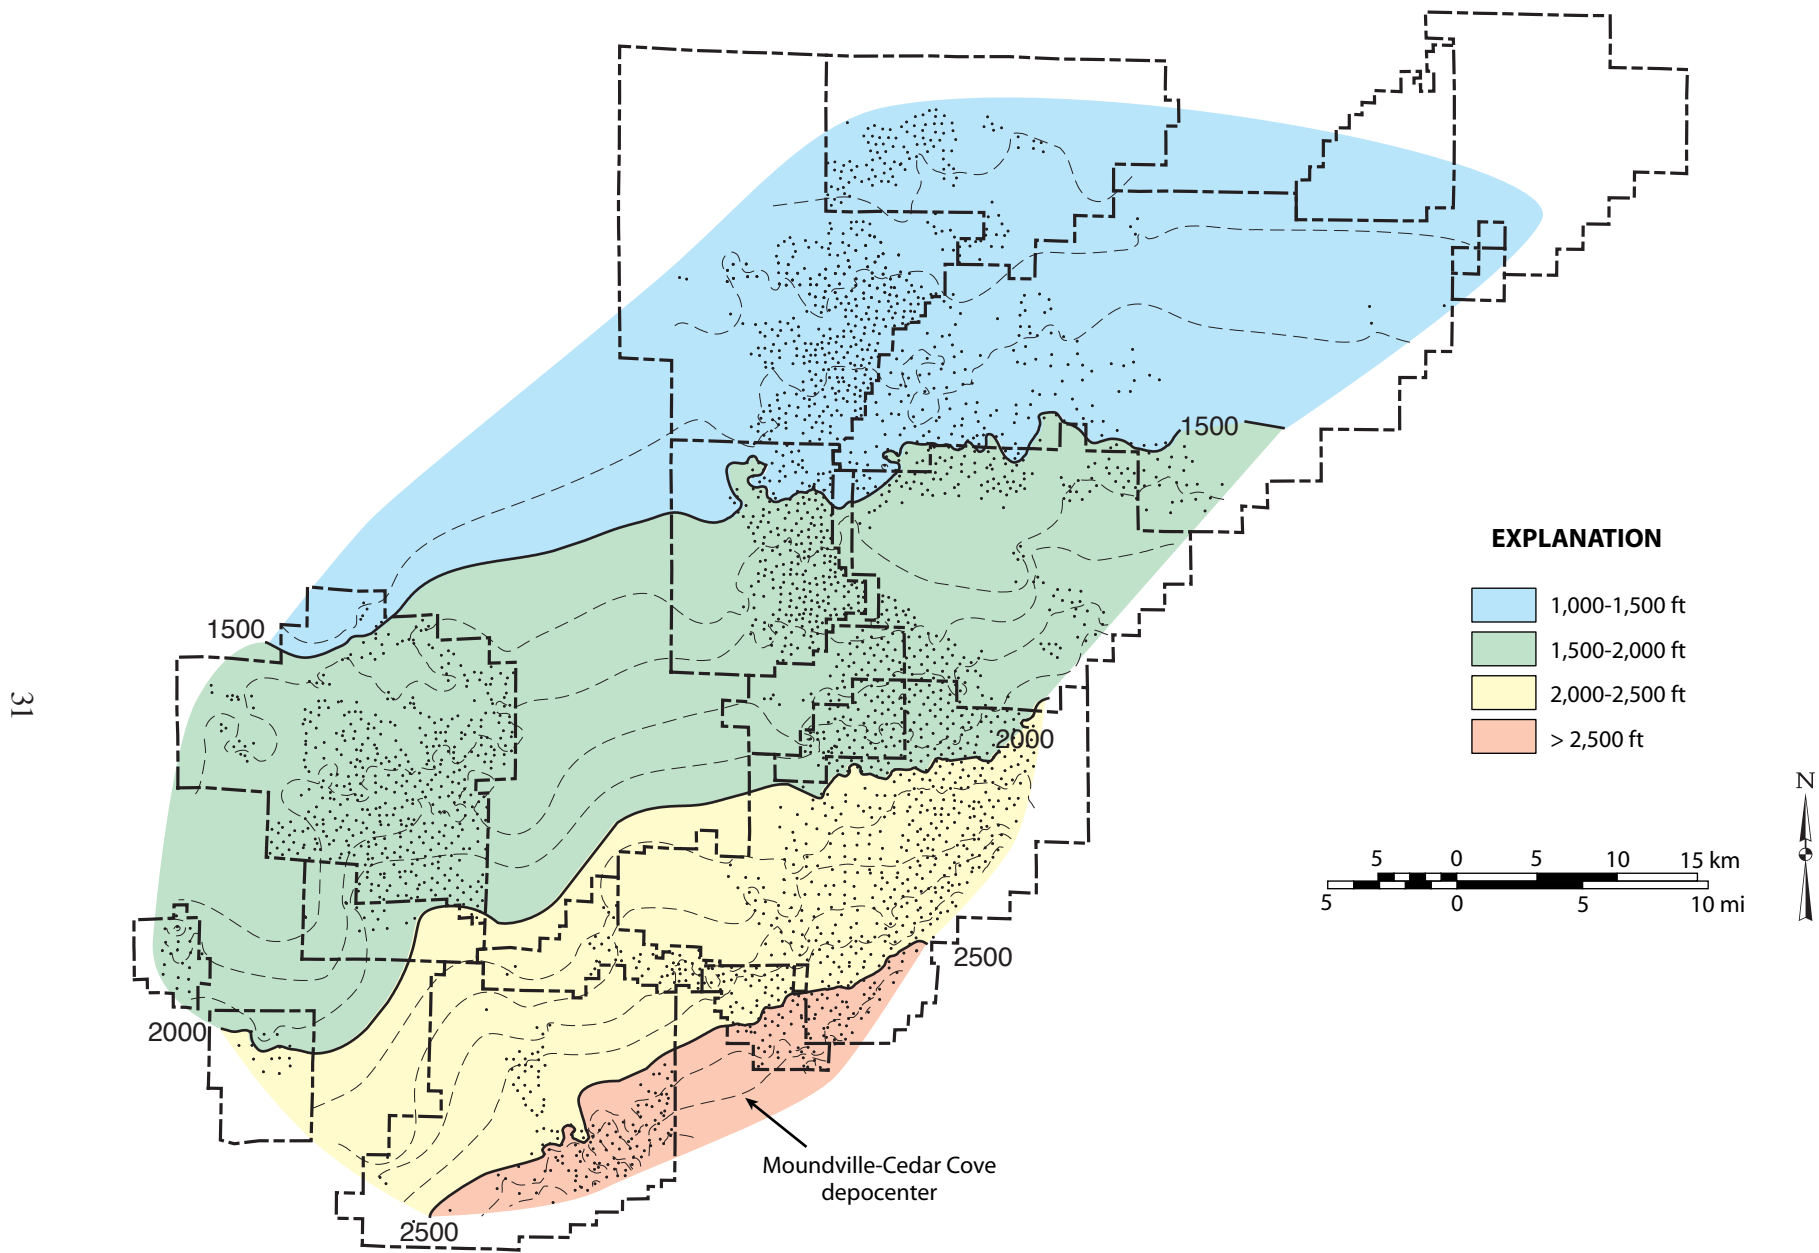 1500
EXPLANATION
1,000-1,500 ft
1500
1,500-2,000 ft
2,000-2,500 ft
31
2000
> 2,500 ft
N
5 0 5 10 15 km
5 0 5 10 mi
2500
2000
Moundville-Cedar Cove
depocenter
2500